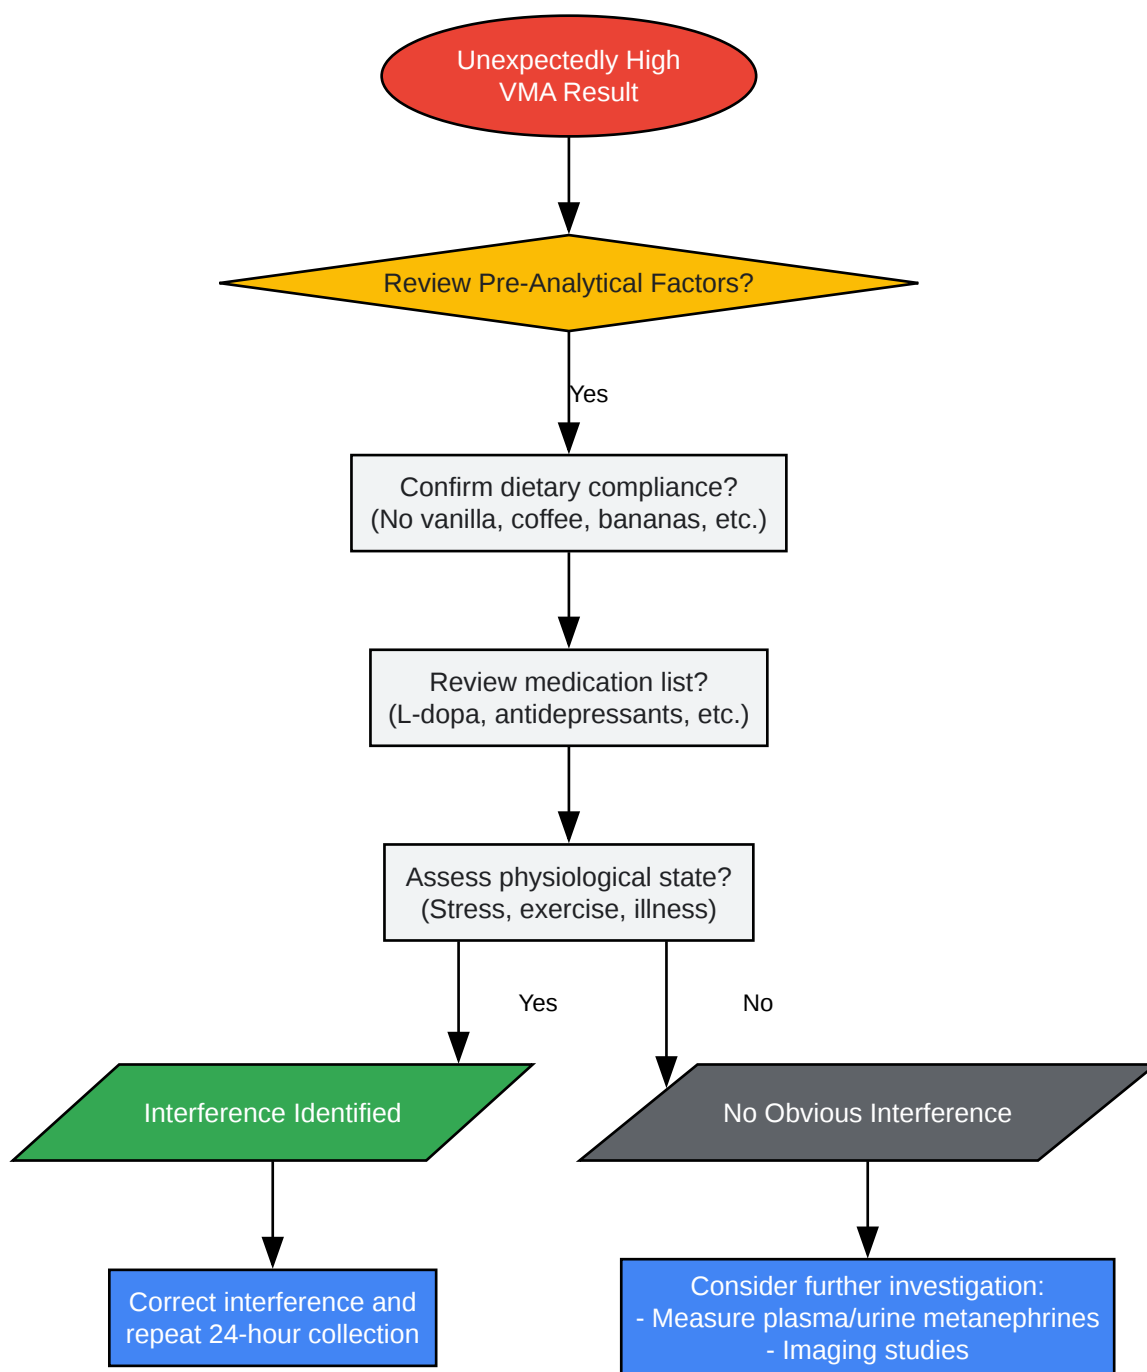 Unexpectedly High
VMA Result
Review Pre-Analytical Factors?
Yes
Confirm dietary compliance?
(No vanilla, coffee, bananas, etc.)
Review medication list?
(L-dopa, antidepressants, etc.)
Assess physiological state?
(Stress, exercise, illness)
Yes
No
Interference Identified
No Obvious Interference
Correct interference and
repeat 24-hour collection
Consider further investigation:
- Measure plasma/urine metanephrines
- Imaging studies